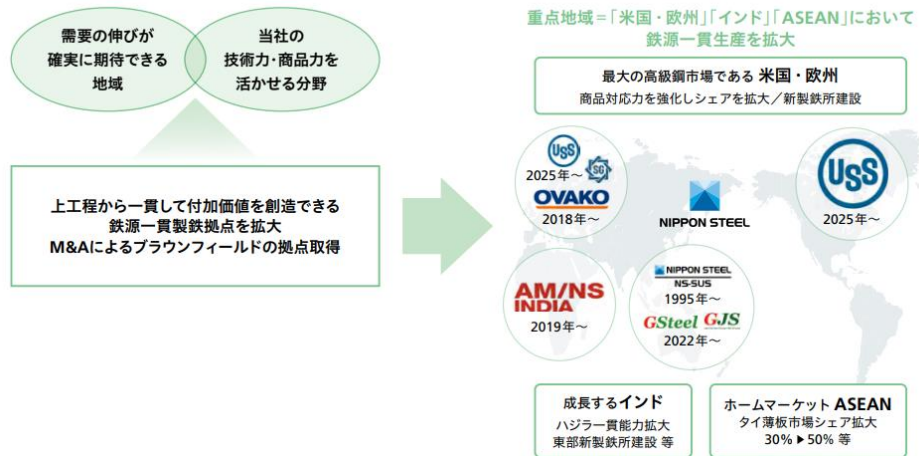 需要の伸びが
確実に期待できる
地域
当社の
技術力・商品力を
活かせる分野
上工程から一貫して付加価値を創造できる
鉄源一貫製鉄拠点を拡大
M&Aによるブラウンフィールドの拠点取得
重点地域=「米国・欧州」「インド」「ASEAN」において
鉄源一貫生産を拡大
最大の高級鋼市場である 米国・欧州
商品対応力を強化しシェアを拡大/新製鉄所建設
USS
2025年~
SG
OVAKO
2018年~
NIPPON STEEL
USS
2025年~
AM/NS
INDIA
2019年~
NIPPON STEEL
NS-SUS
1995年~
GSteel GJS
2022年~
成長するインド
ハジラ一貫能力拡大
東部新製鉄所建設 等
ホームマーケット ASEAN
タイ薄板市場シェア拡大
30%▶50% 等